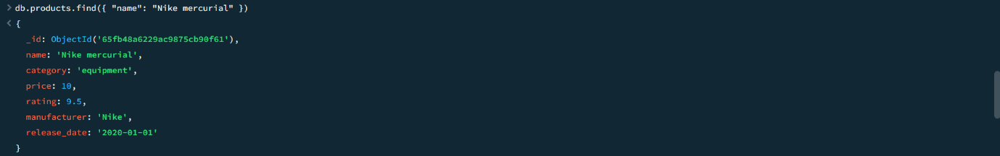 > db.products.find({ "name": "Nike mercurial" })
< {
_id: ObjectId('65fb48a6229ac9875cb90f61'),
name: 'Nike mercurial',
category: 'equipment',
price: 10,
rating: 9.5,
manufacturer: 'Nike',
release_date: '2020-01-01'
}